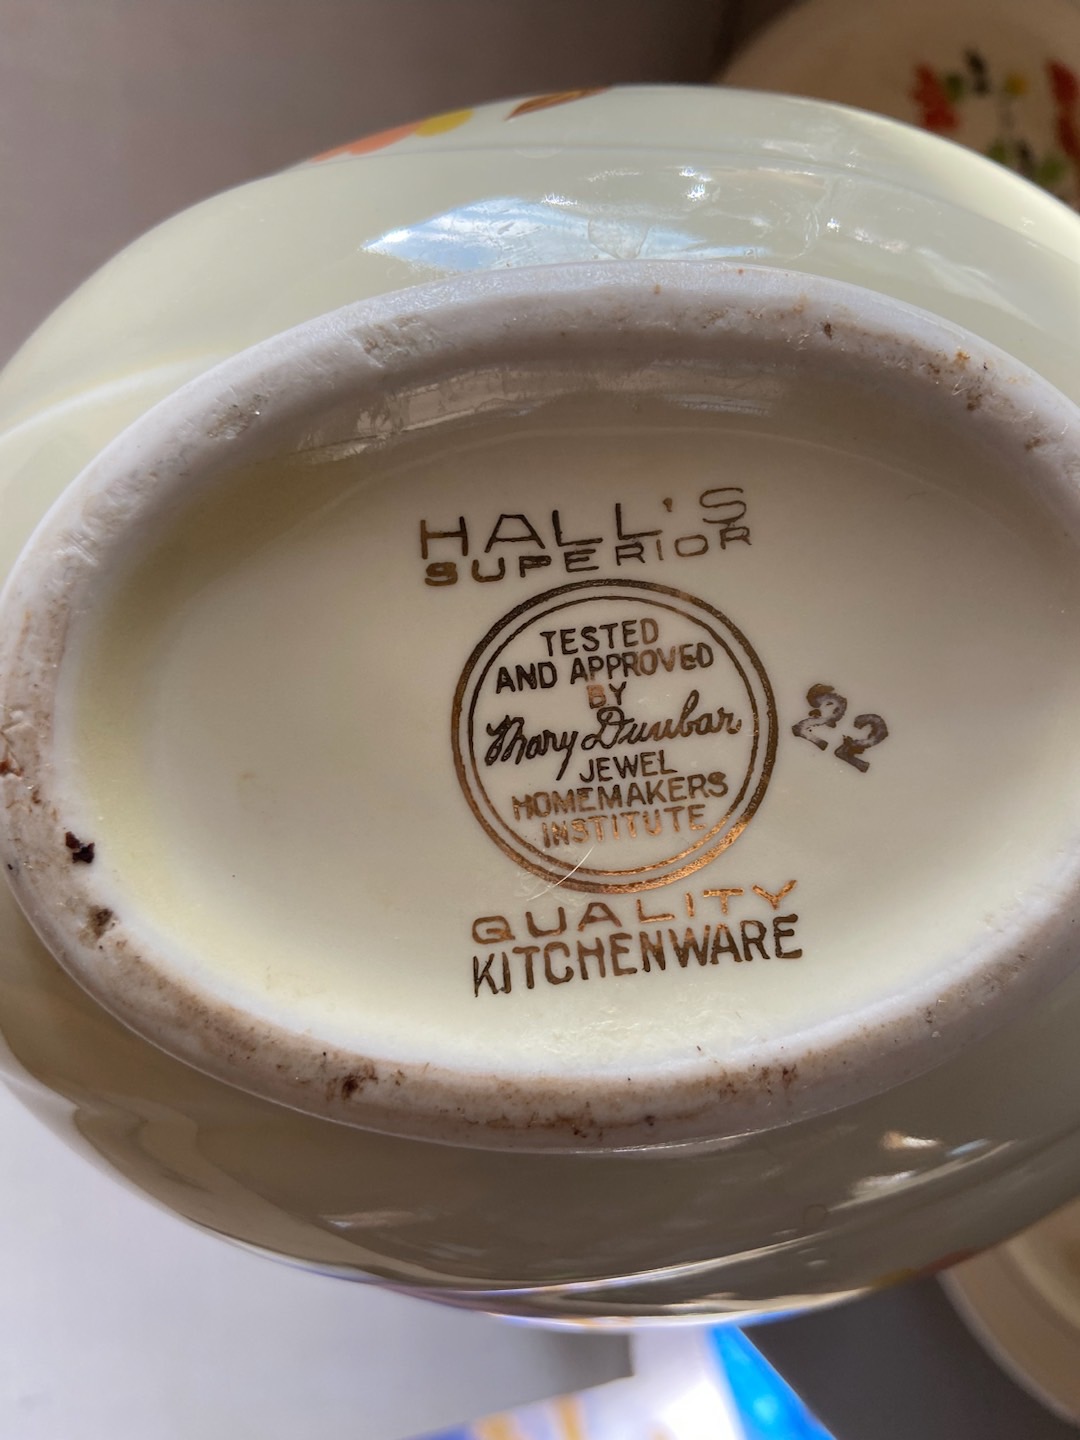 HALL'S
SUPERIOR
TESTED
AND APPROVED
BY
Mary Dunbar
JEWEL
HOMEMAKERS
INSTITUTE
22
QUALITY
KITCHENWARE